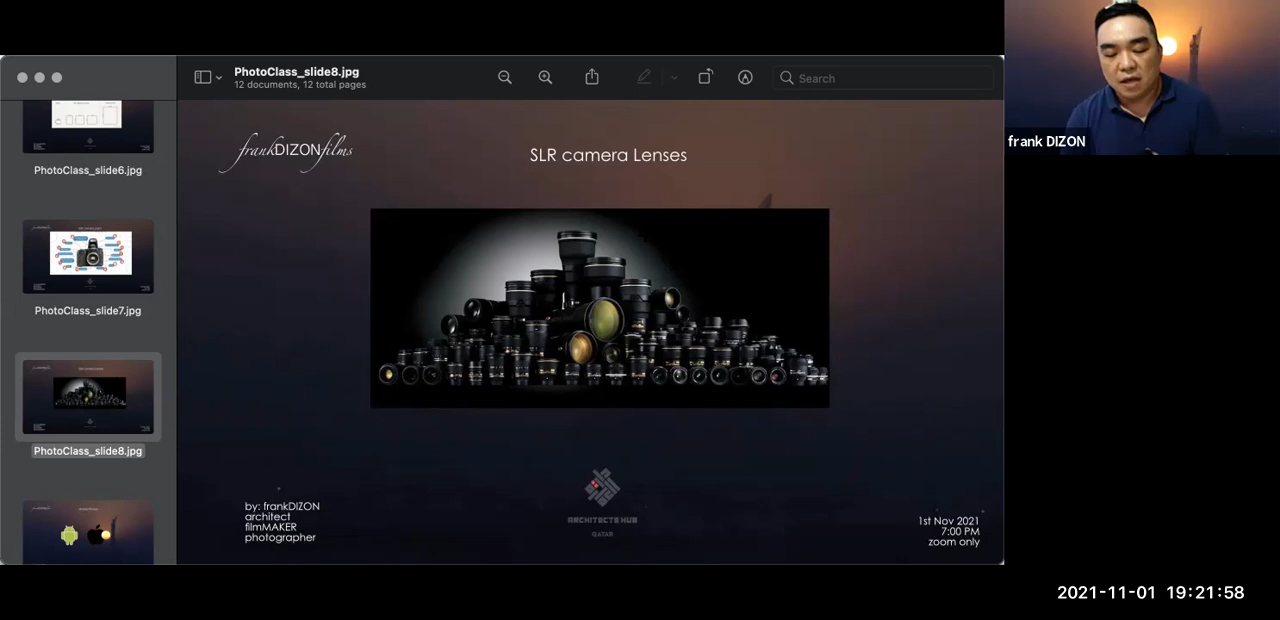 PhotoClass_slide8.jpg
12 documents, 12 total pages
Search
PhotoClass_slide6.jpg
PhotoClass_slide7.jpg
PhotoClass_slide8.jpg
frankDIZONfilms
SLR camera Lenses
by: frankDIZON
architect
filmMAKER
photographer
ARCHITECTS HUB
QATAR
1st Nov 2021
7:00 PM
zoom only
frank DIZON
2021-11-01 19:21:58